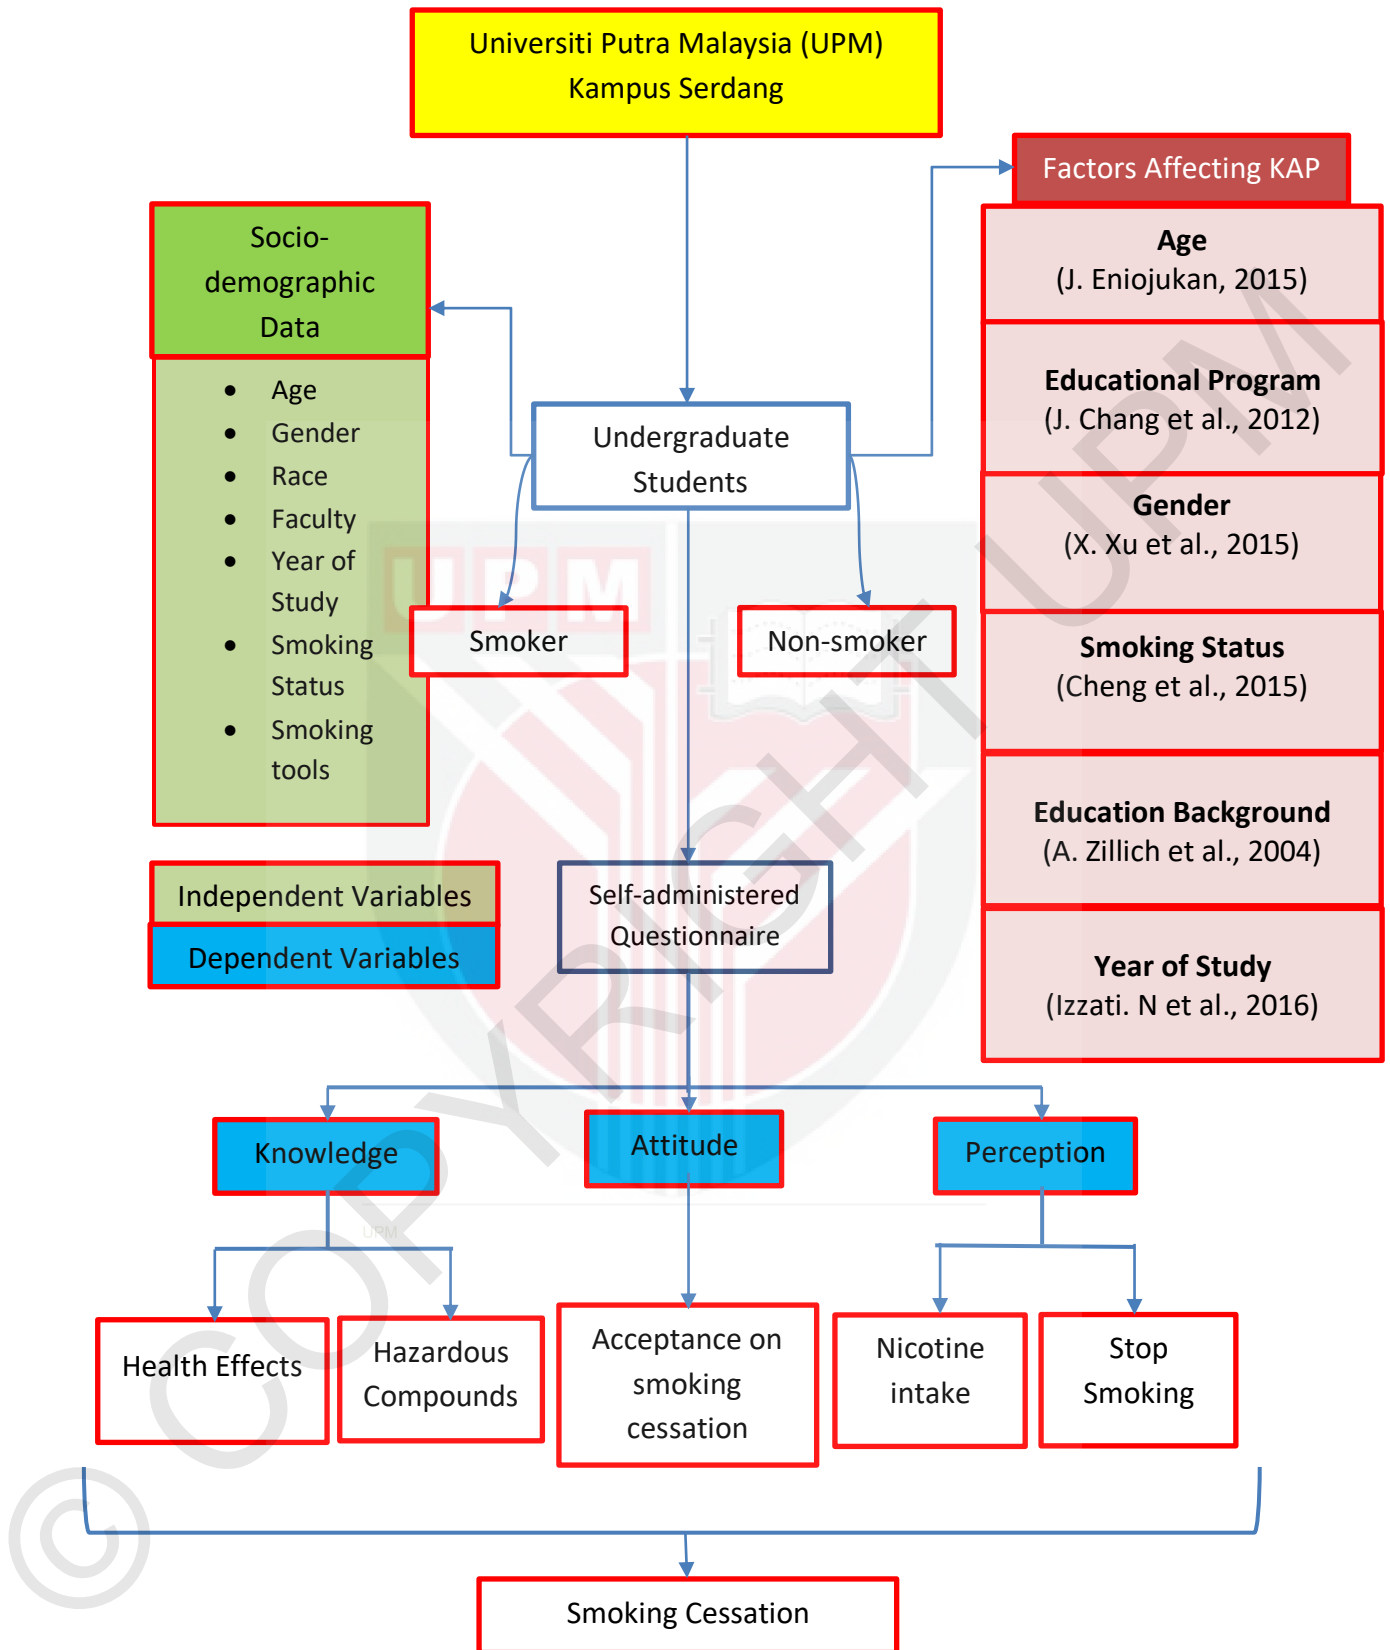 Universiti Putra Malaysia (UPM)
Kampus Serdang
Factors Affecting KAP
Socio-
demographic
Data
• Age
• Gender
• Race
• Faculty
• Year of
Study
• Smoking
Status
• Smoking
tools
Undergraduate
Students
Smoker
Non-smoker
Age
(J. Eniojukan, 2015)
Educational Program
(J. Chang et al., 2012)
Gender
(X. Xu et al., 2015)
Smoking Status
(Cheng et al., 2015)
Education Background
(A. Zillich et al., 2004)
Year of Study
(Izzati. N et al., 2016)
Independent Variables
Dependent Variables
Self-administered
Questionnaire
Knowledge
Attitude
Perception
Health Effects
Hazardous
Compounds
Acceptance on
smoking
cessation
Nicotine
intake
Stop
Smoking
Smoking Cessation
UPM
UPM
© COPYRIGHT UPM